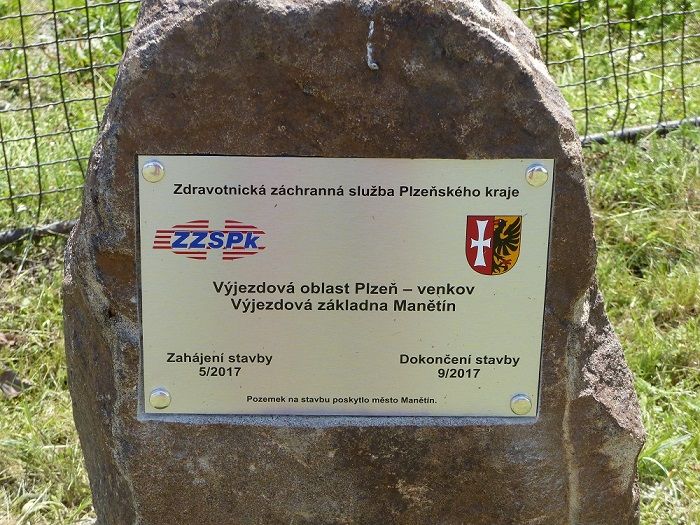 Zdravotnická záchranná služba Plzeňského kraje
ZZSPk
Výjezdová oblast Plzeň – venkov
Výjezdová základna Manětín
Zahájení stavby
5/2017
Dokončení stavby
9/2017
Pozemek na stavbu poskytlo město Manětín.